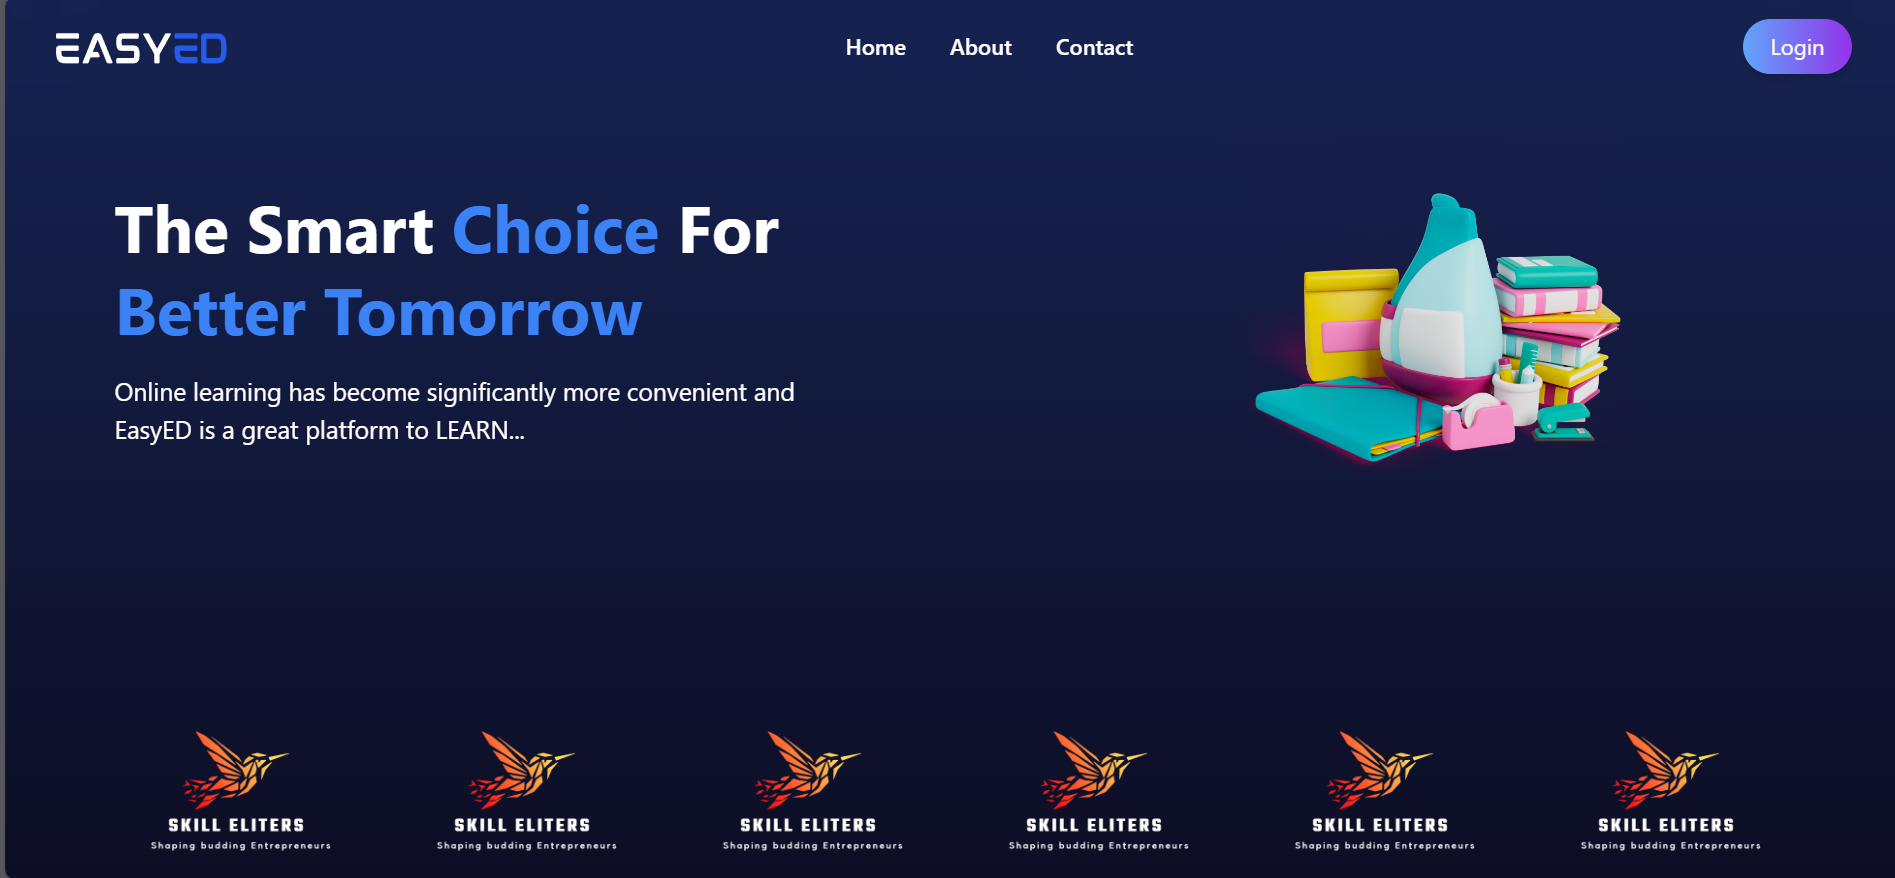 EASYED
Home
About
Contact
Login
The Smart Choice For
Better Tomorrow
Online learning has become significantly more convenient and
EasyED is a great platform to LEARN...
SKILL ELITERS
Shaping budding Entrepreneurs
SKILL ELITERS
Shaping budding Entrepreneurs
SKILL ELITERS
Shaping budding Entrepreneurs
SKILL ELITERS
Shaping budding Entrepreneurs
SKILL ELITERS
Shaping budding Entrepreneurs
SKILL ELITERS
Shaping budding Entrepreneurs